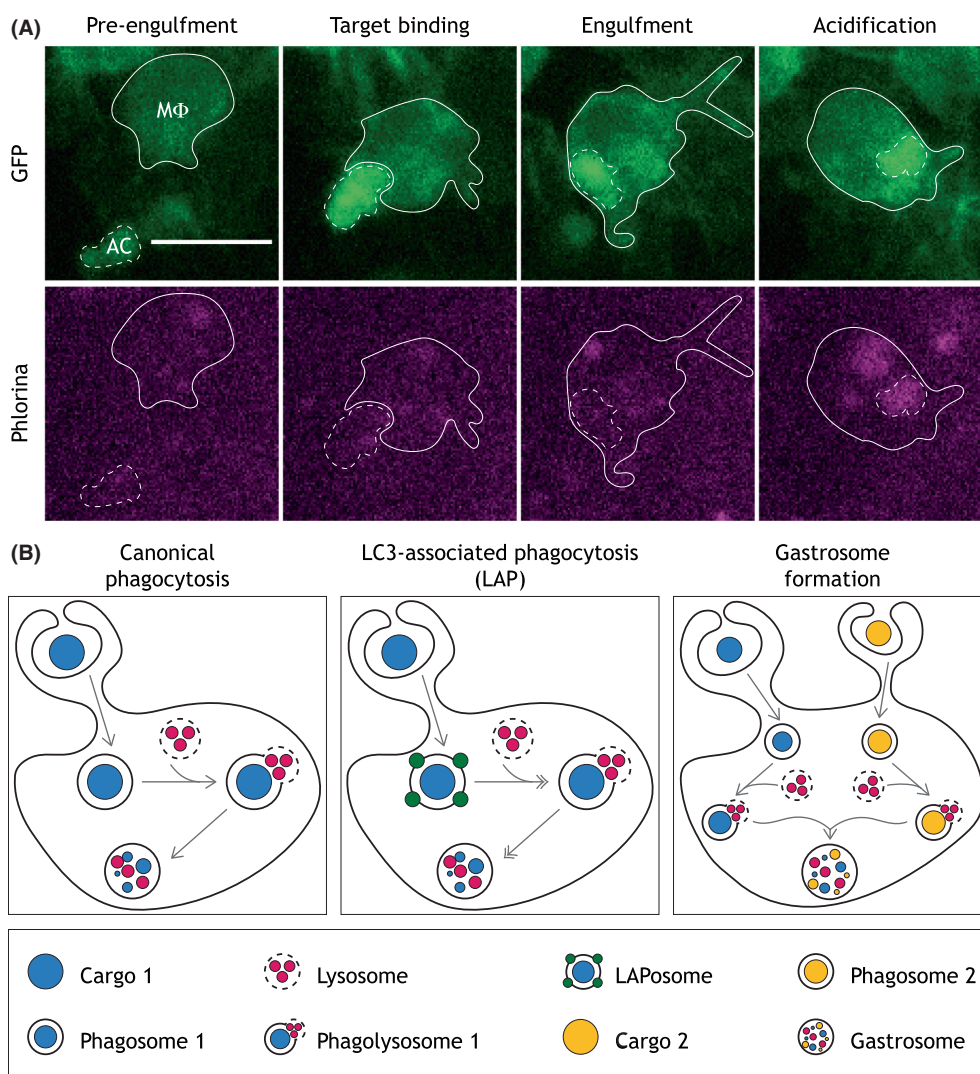 (A)
Pre-engulfment
Target binding
Engulfment
Acidification
GFP
MΦ
AC
Phlorina
(B)
Canonical
phagocytosis
LC3-associated phagocytosis
(LAP)
Gastrosome
formation
Cargo 1
Lysosome
LAPosome
Phagosome 2
Phagosome 1
Phagolysosome 1
Cargo 2
Gastrosome